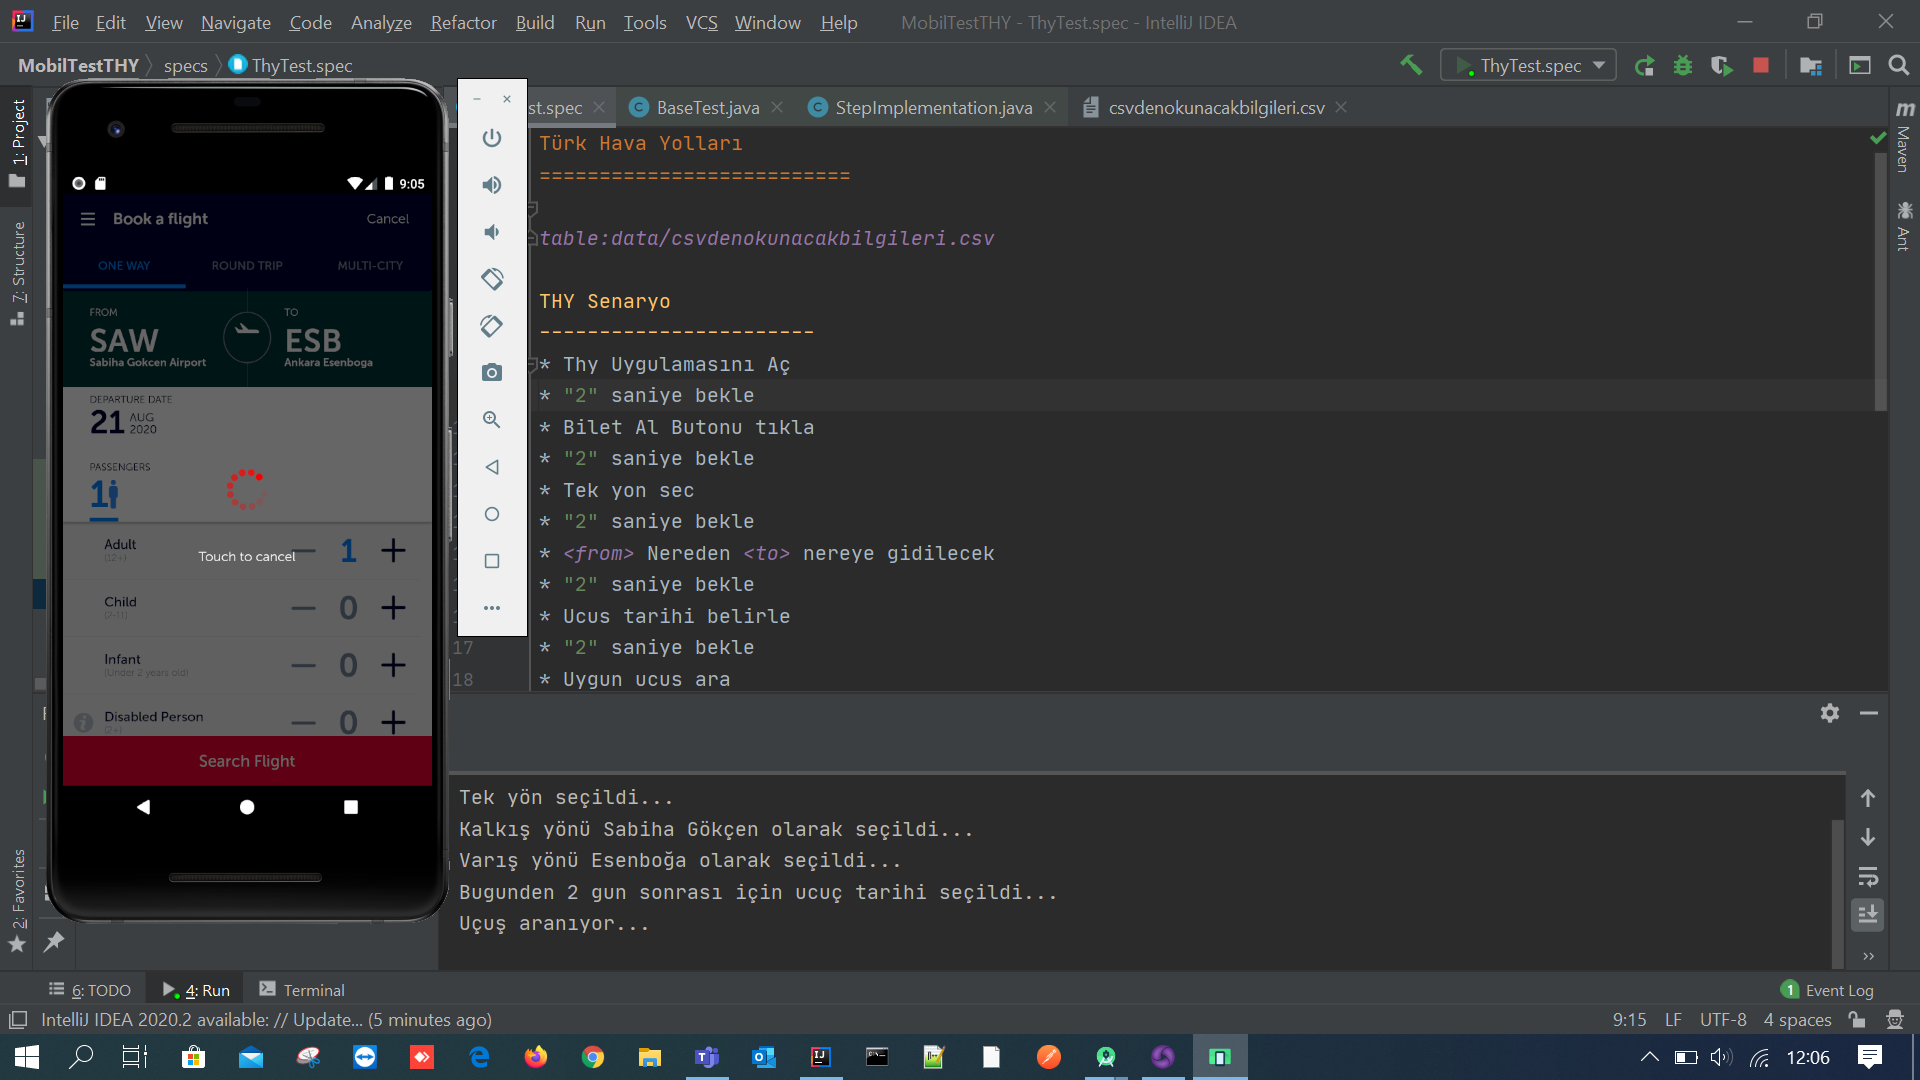 File Edit View Navigate Code Analyze Refactor Build Run Tools VCS Window Help MobilTestTHY - ThyTest.spec - IntelliJ IDEA
MobilTestTHY specs ThyTest.spec
ThyTest.spec
st.spec BaseTest.java StepImplementation.java csvdenokunacakbilgileri.csv
1: Project
7: Structure
2: Favorites
Maven
Ant
9:05
Book a flight Cancel
ONE WAY ROUND TRIP MULTI-CITY
FROM TO
SAW ESB
Sabiha Gokcen Airport Ankara Esenboga
DEPARTURE DATE
21 AUG
2020
PASSENGERS
1
Adult 1
(12+)
Touch to cancel
Child 0
(2-11)
Infant 0
(Under 2 years old)
Disabled Person 0
(2+)
Search Flight
Türk Hava Yolları
==========================
table:data/csvdenokunacakbilgileri.csv
THY Senaryo
-----------------------
* Thy Uygulamasını Aç
* "2" saniye bekle
* Bilet Al Butonu tıkla
* "2" saniye bekle
* Tek yon sec
* "2" saniye bekle
* <from> Nereden <to> nereye gidilecek
* "2" saniye bekle
* Ucus tarihi belirle
17 * "2" saniye bekle
18 * Uygun ucus ara
Tek yön seçildi...
Kalkış yönü Sabiha Gökçen olarak seçildi...
Varış yönü Esenboğa olarak seçildi...
Bugunden 2 gun sonrası için ucuç tarihi seçildi...
Uçuş aranıyor...
6: TODO 4: Run Terminal 1 Event Log
IntelliJ IDEA 2020.2 available: // Update... (5 minutes ago) 9:15 LF UTF-8 4 spaces
12:06